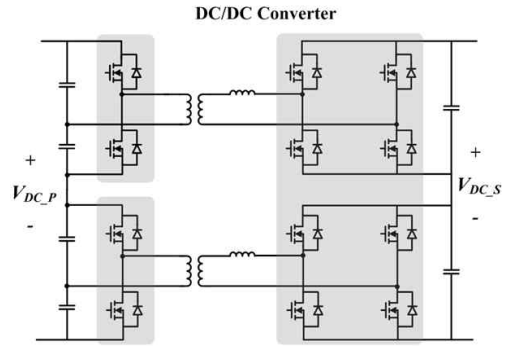 DC/DC Converter
+
V_DC_P
-
+
V_DC_S
-